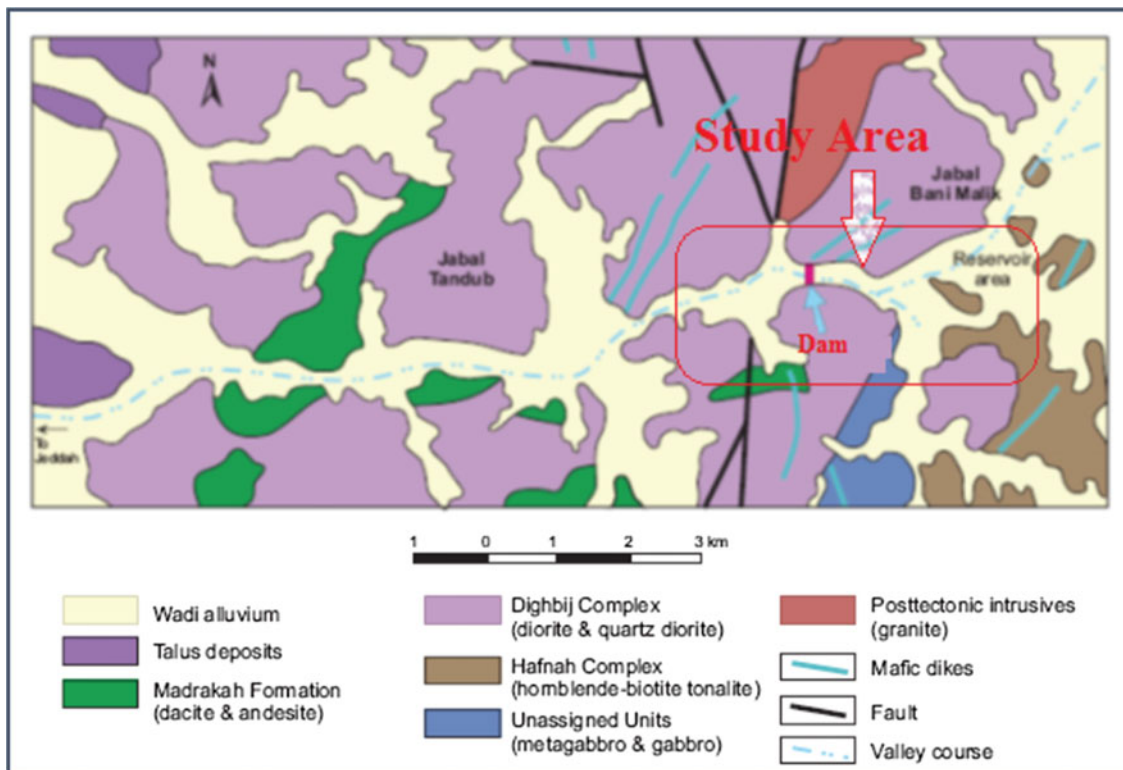 N
Study Area
Jabal
Bani Malik
Jabal
Tandub
Reservoir
area
Dam
To
Jeddah
1 0 1 2 3 km
Wadi alluvium
Talus deposits
Madrakah Formation
(dacite & andesite)
Dighbij Complex
(diorite & quartz diorite)
Hafnah Complex
(homblende-biotite tonalite)
Unassigned Units
(metagabbro & gabbro)
Posttectonic intrusives
(granite)
Mafic dikes
Fault
Valley course